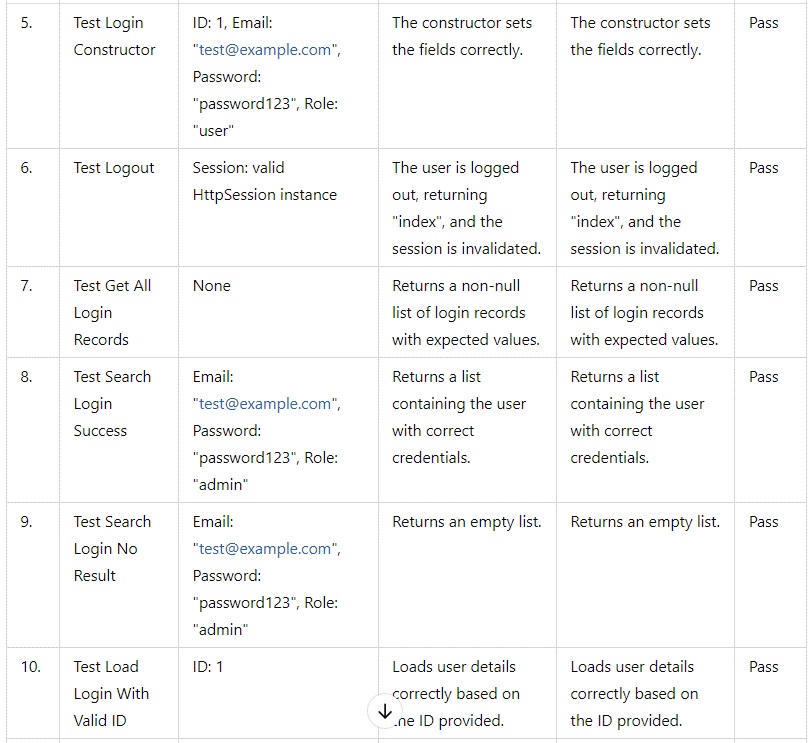 5.
Test Login
Constructor
ID: 1, Email:
"test@example.com",
Password:
"password123", Role:
"user"
The constructor sets
the fields correctly.
The constructor sets
the fields correctly.
Pass
6.
Test Logout
Session: valid
HttpSession instance
The user is logged
out, returning
"index", and the
session is invalidated.
The user is logged
out, returning
"index", and the
session is invalidated.
Pass
7.
Test Get All
Login
Records
None
Returns a non-null
list of login records
with expected values.
Returns a non-null
list of login records
with expected values.
Pass
8.
Test Search
Login
Success
Email:
"test@example.com",
Password:
"password123", Role:
"admin"
Returns a list
containing the user
with correct
credentials.
Returns a list
containing the user
with correct
credentials.
Pass
9.
Test Search
Login No
Result
Email:
"test@example.com",
Password:
"password123", Role:
"admin"
Returns an empty list.
Returns an empty list.
Pass
10.
Test Load
Login With
Valid ID
ID: 1
Loads user details
correctly based on
the ID provided.
Loads user details
correctly based on
the ID provided.
Pass